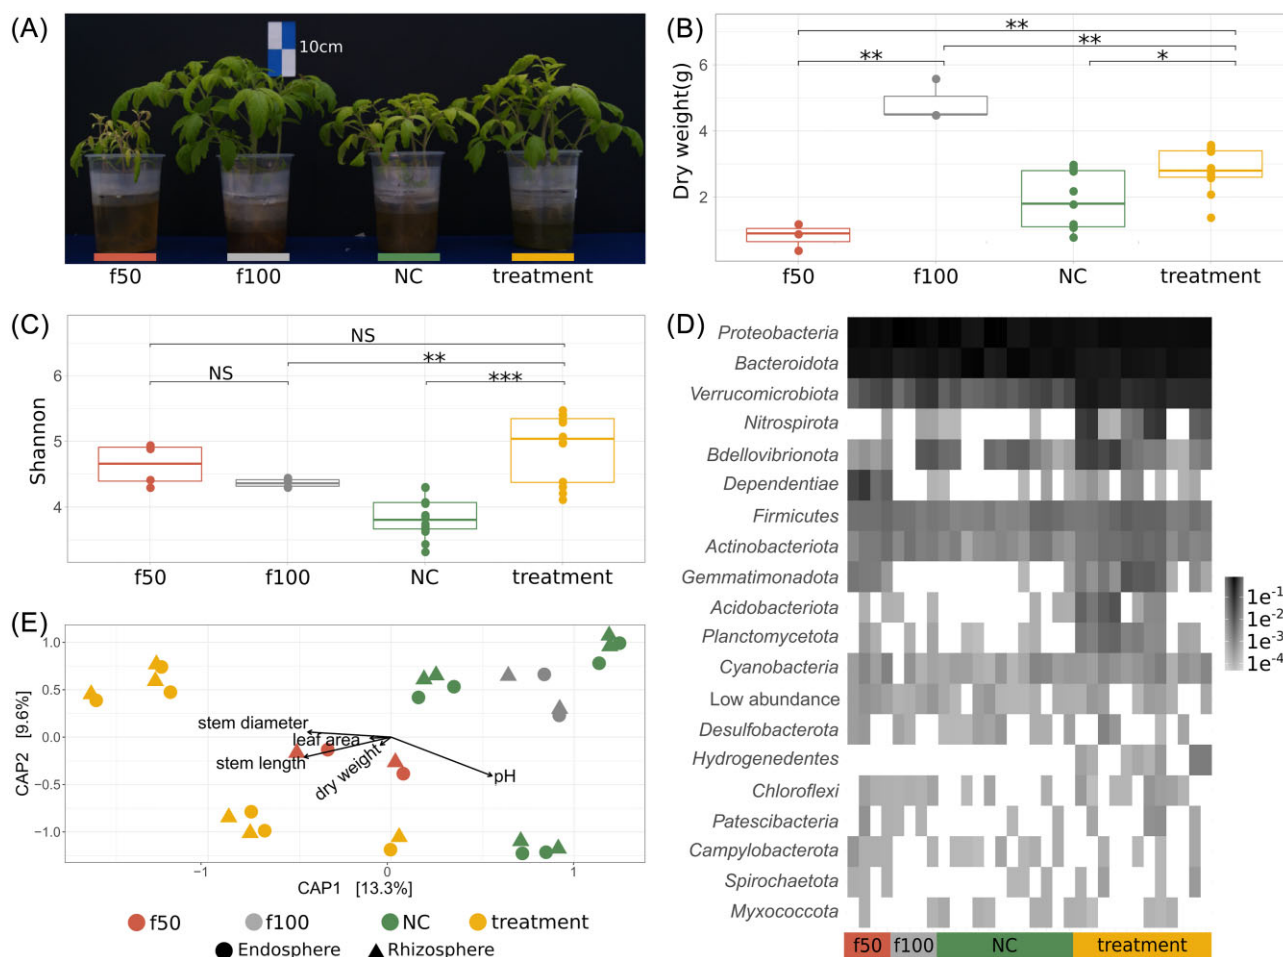 (A)
10cm
f50 f100 NC treatment
(B)
Dry weight(g)
6
4
2
**
**
** *
f50 f100 NC treatment
(C)
Shannon
6
5
4
NS
**
NS ***
f50 f100 NC treatment
(D)
Proteobacteria
Bacteroidota
Verrucomicrobiota
Nitrospirota
Bdellovibrionota
Dependentiae
Firmicutes
Actinobacteriota
Gemmatimonadota
Acidobacteriota
Planctomycetota
Cyanobacteria
Low abundance
Desulfobacterota
Hydrogenedentes
Chloroflexi
Patescibacteria
Campylobacterota
Spirochaetota
Myxococcota
f50 f100 NC treatment
1e-1
1e-2
1e-3
1e-4
(E)
CAP2 [9.6%]
1.0
0.5
0.0
−0.5
−1.0
stem diameter
leaf area
stem length
dry weight
pH
−1 0 1
CAP1 [13.3%]
f50 f100 NC treatment
Endosphere Rhizosphere